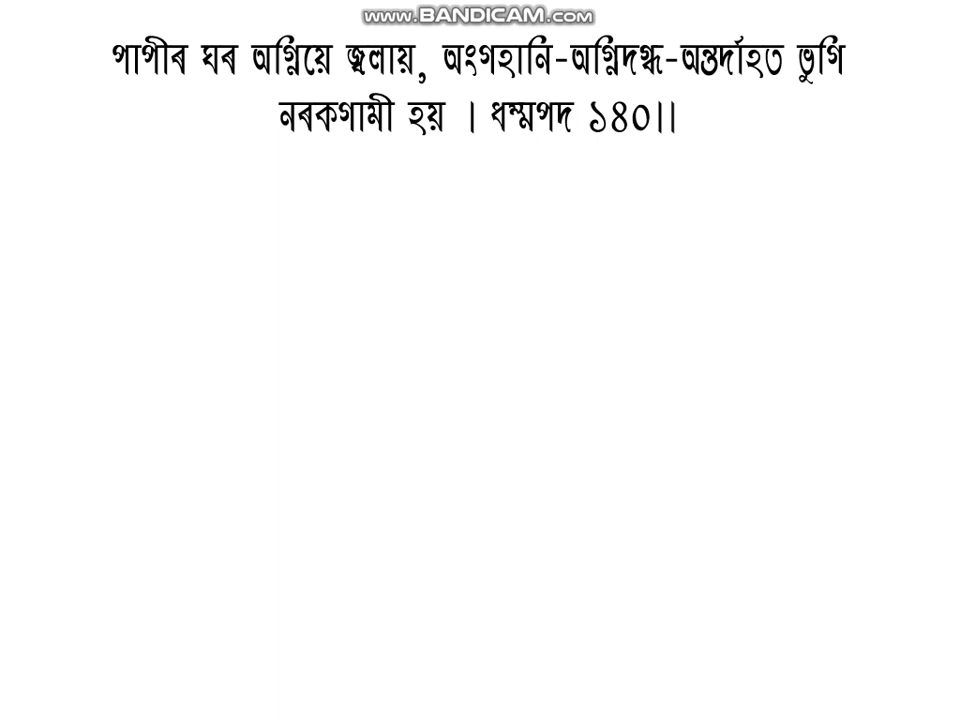 www.BANDICAM.com
পাপীৰ ঘৰ অগ্নিয়ে জ্বলায়, অংগহানি-অগ্নিদগ্ধ-অন্তৰ্দাহত ভুগি
নৰকগামী হয় । ধম্মপদ ১৪০।।